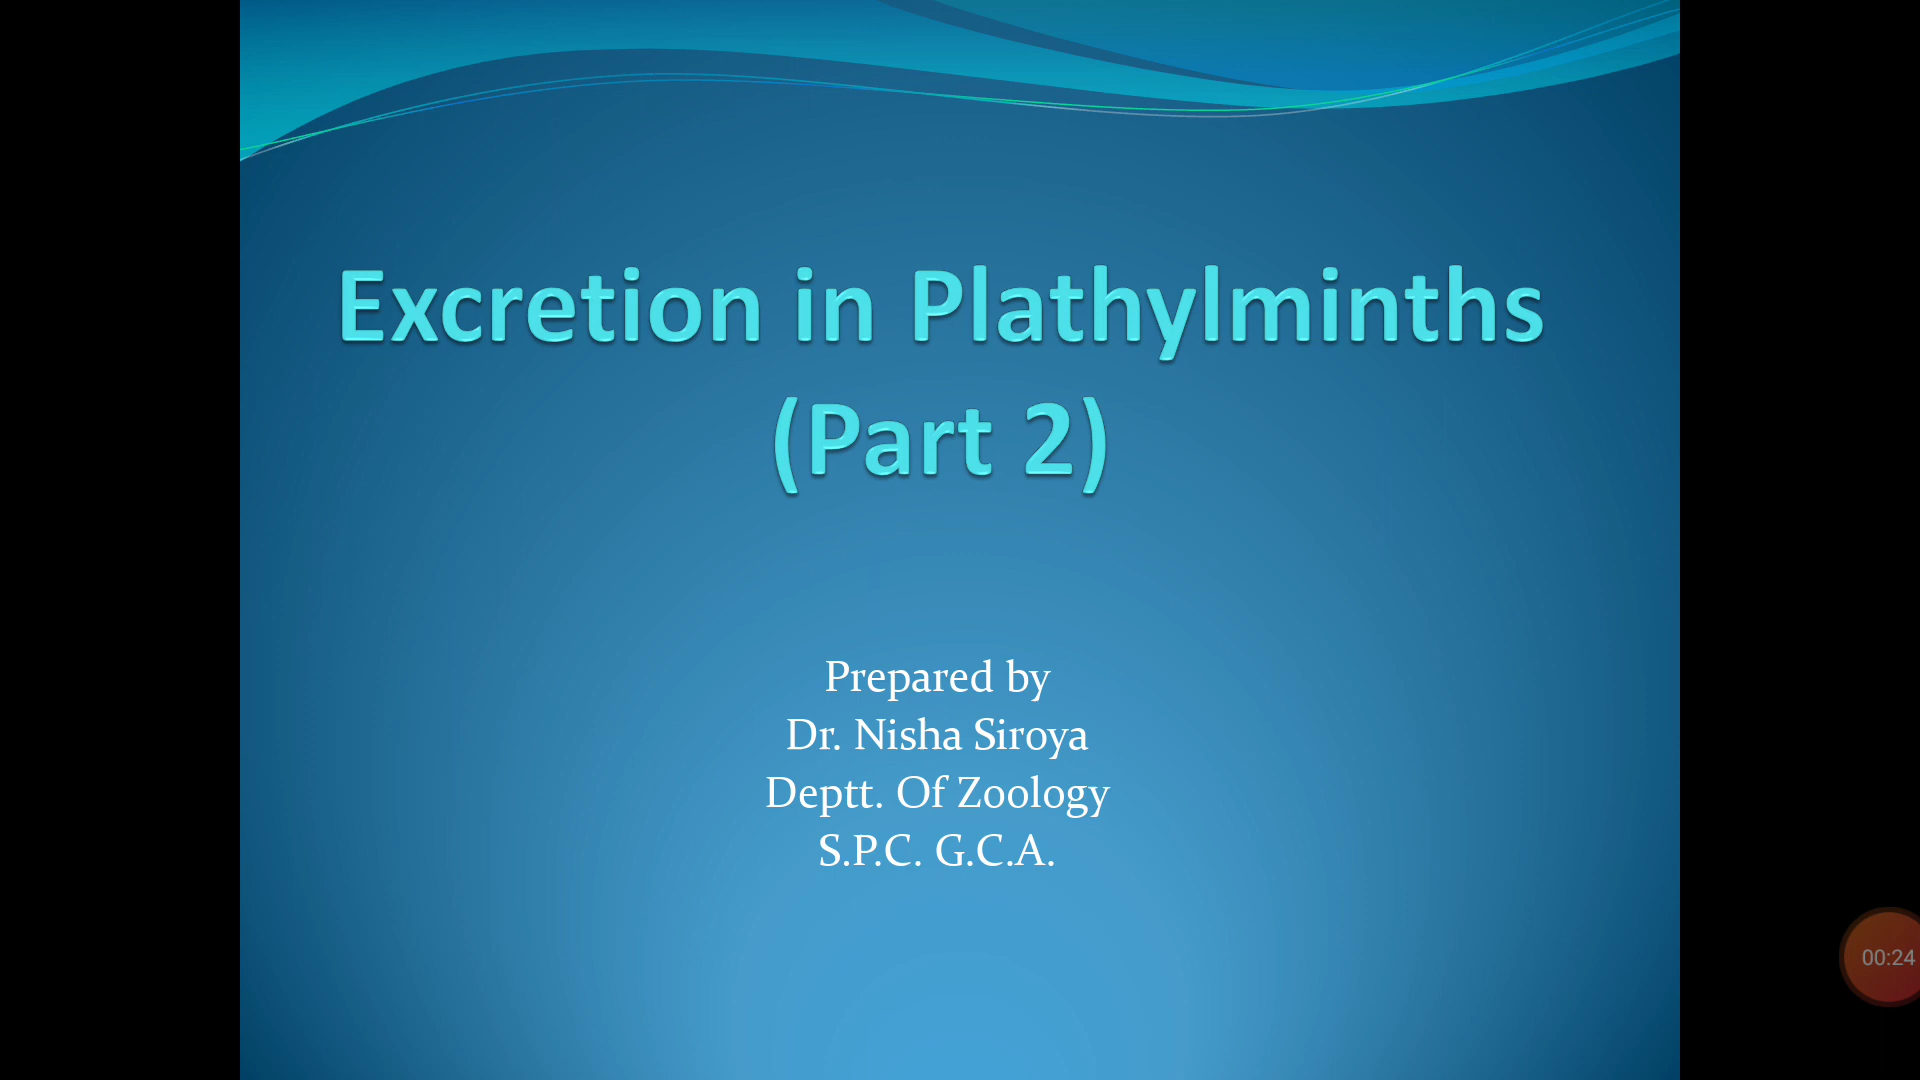 Excretion in Plathylminths
(Part 2)
Prepared by
Dr. Nisha Siroya
Deptt. Of Zoology
S.P.C. G.C.A.
00:24